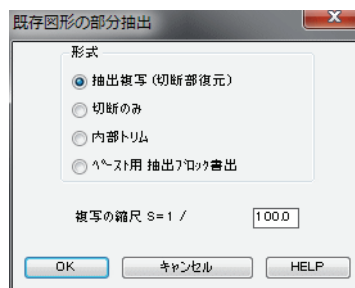 既存図形の部分抽出
形式
抽出複写 (切断部復元)
切断のみ
内部トリム
ﾍﾟｰｽﾄ用 抽出ﾌﾞﾛｯｸ書出
複写の縮尺 S=1 / 100.0
OK キャンセル HELP